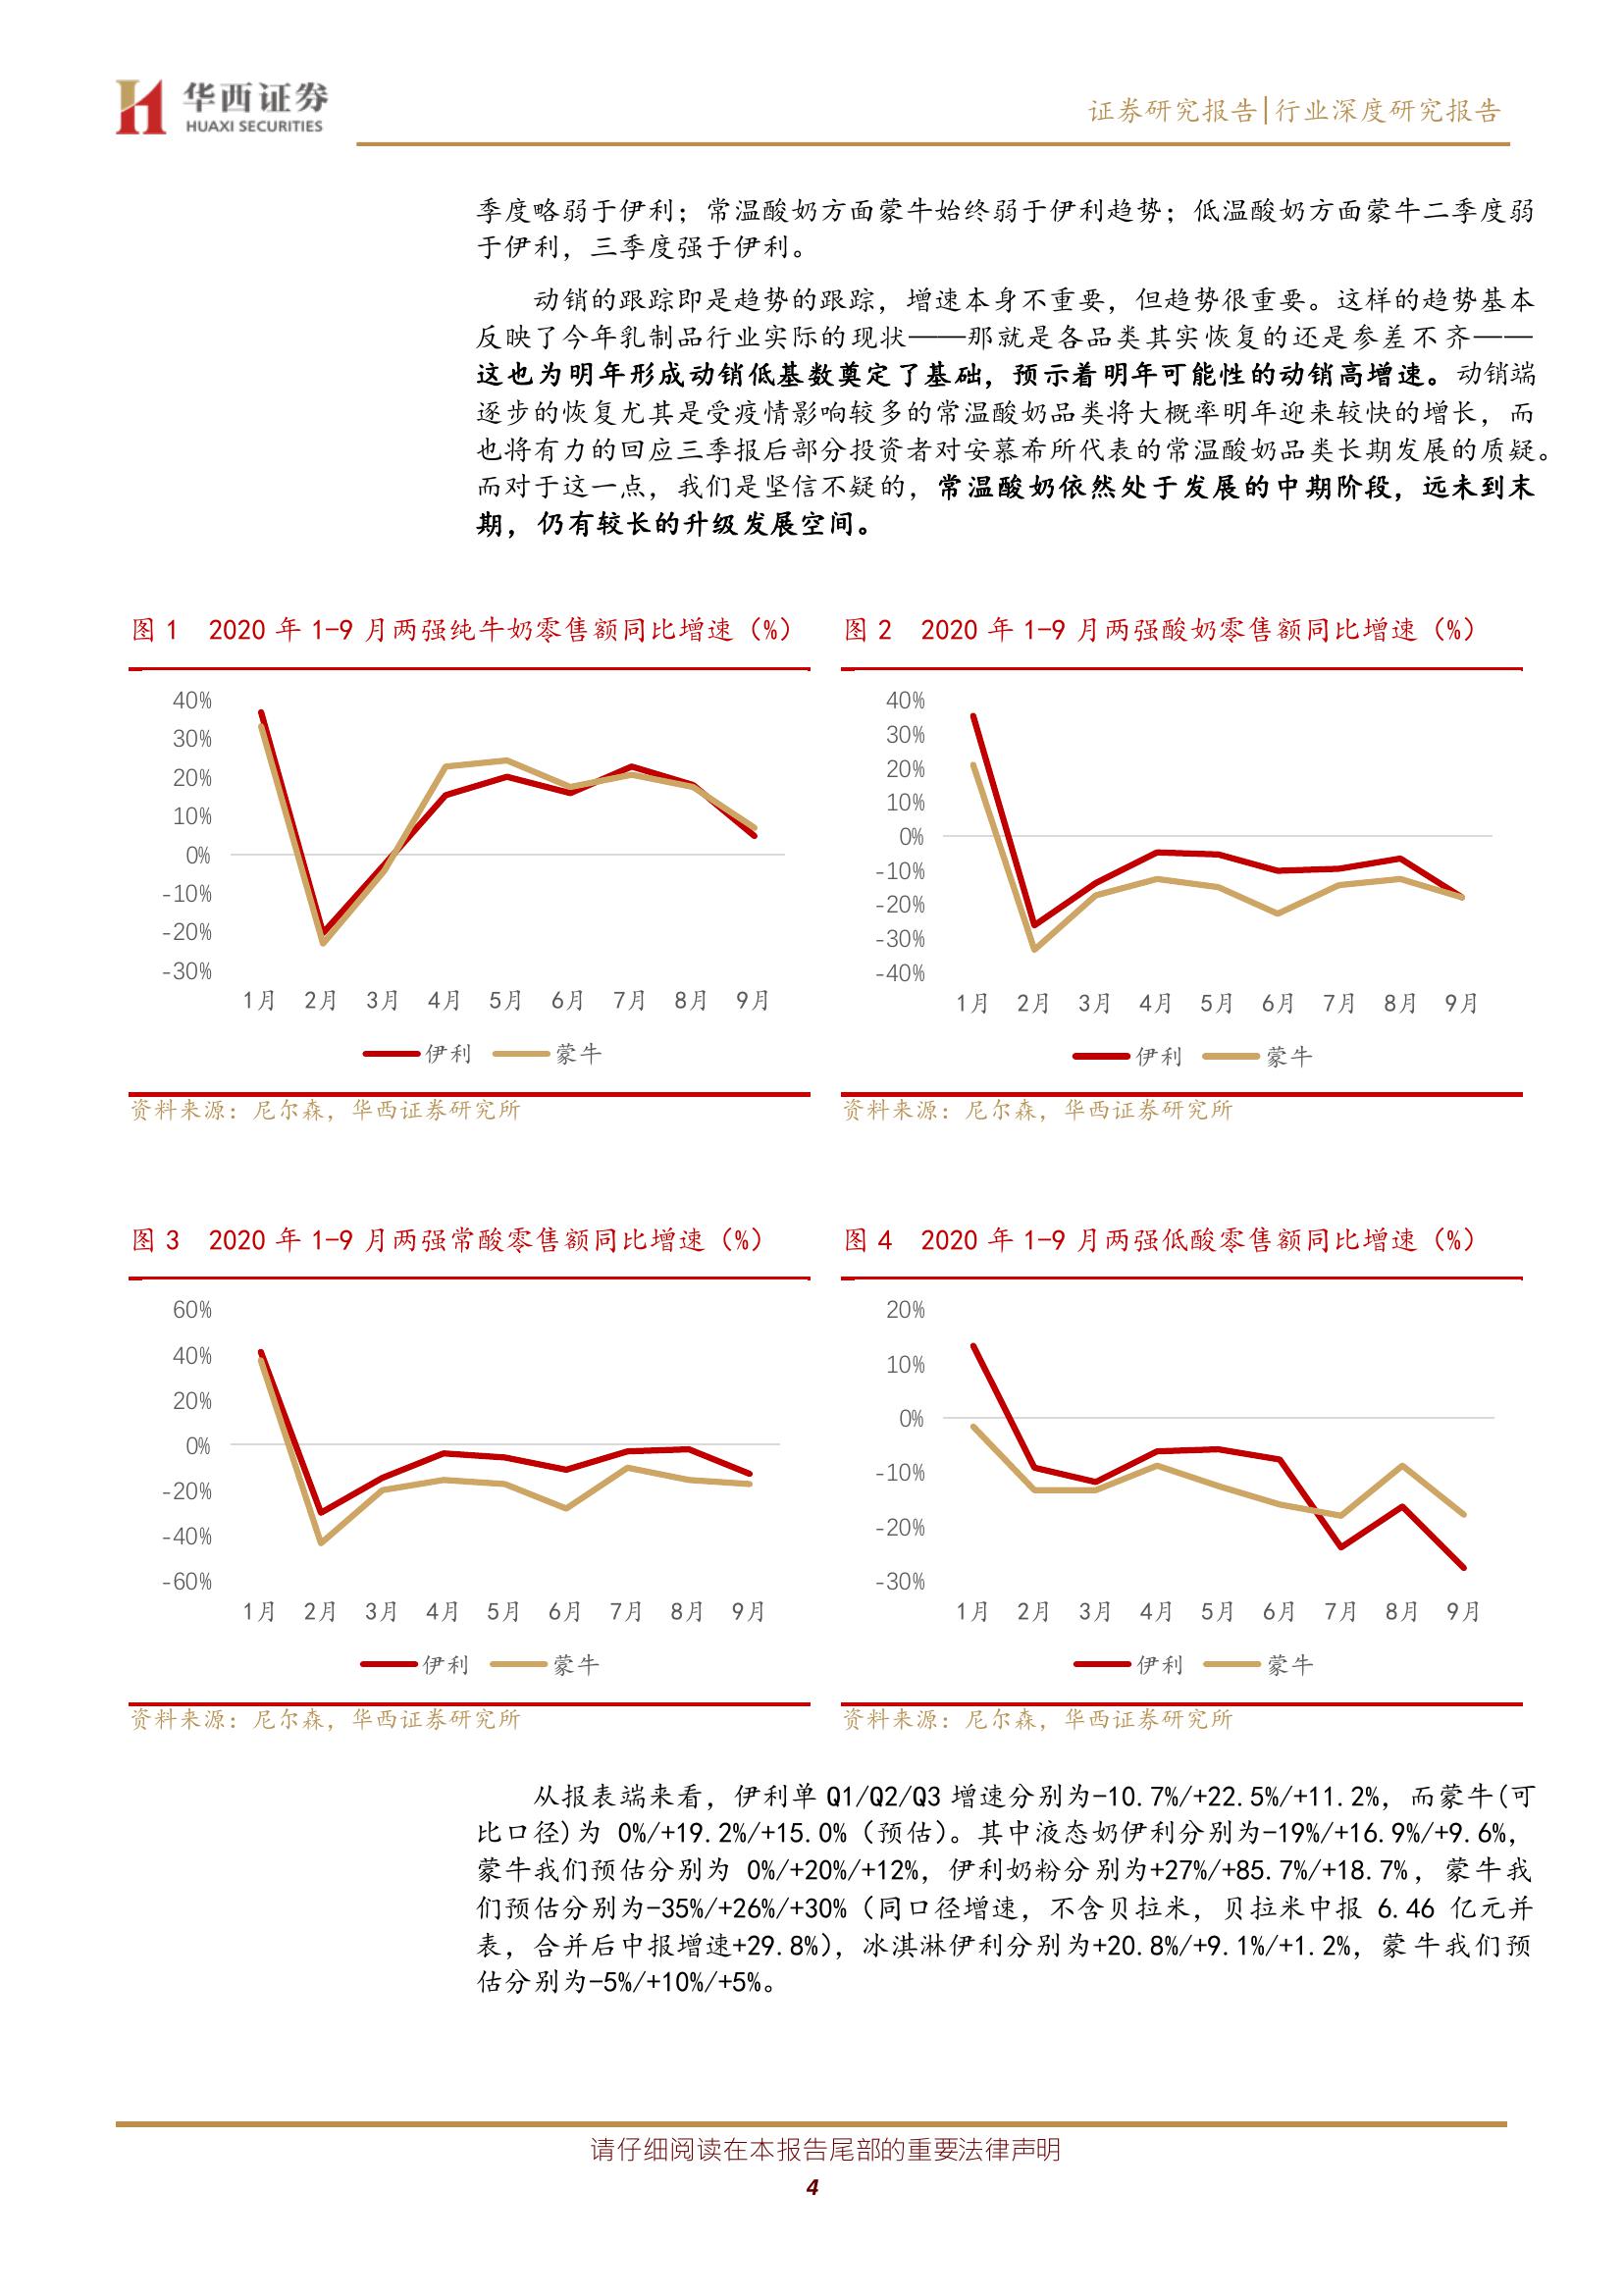 华西证券
HUAXI SECURITIES
证券研究报告|行业深度研究报告
季度略弱于伊利；常温酸奶方面蒙牛始终弱于伊利趋势；低温酸奶方面蒙牛二季度弱
于伊利，三季度强于伊利。
动销的跟踪即是趋势的跟踪，增速本身不重要，但趋势很重要。这样的趋势基本
反映了今年乳制品行业实际的现状——那就是各品类其实恢复的还是参差不齐——
这也为明年形成动销低基数奠定了基础，预示着明年可能性的动销高增速。动销端
逐步的恢复尤其是受疫情影响较多的常温酸奶品类将大概率明年迎来较快的增长，而
也将有力的回应三季报后部分投资者对安慕希所代表的常温酸奶品类长期发展的质疑。
而对于这一点，我们是坚信不疑的，常温酸奶依然处于发展的中期阶段，远未到末
期，仍有较长的升级发展空间。
图 1 2020 年 1-9 月两强纯牛奶零售额同比增速（%）
40%
30%
20%
10%
0%
-10%
-20%
-30%
1月 2月 3月 4月 5月 6月 7月 8月 9月
伊利 蒙牛
资料来源：尼尔森，华西证券研究所
图 2 2020 年 1-9 月两强酸奶零售额同比增速（%）
40%
30%
20%
10%
0%
-10%
-20%
-30%
-40%
1月 2月 3月 4月 5月 6月 7月 8月 9月
伊利 蒙牛
资料来源：尼尔森，华西证券研究所
图 3 2020 年 1-9 月两强常酸零售额同比增速（%）
60%
40%
20%
0%
-20%
-40%
-60%
1月 2月 3月 4月 5月 6月 7月 8月 9月
伊利 蒙牛
资料来源：尼尔森，华西证券研究所
图 4 2020 年 1-9 月两强低酸零售额同比增速（%）
20%
10%
0%
-10%
-20%
-30%
1月 2月 3月 4月 5月 6月 7月 8月 9月
伊利 蒙牛
资料来源：尼尔森，华西证券研究所
从报表端来看，伊利单 Q1/Q2/Q3 增速分别为-10.7%/+22.5%/+11.2%，而蒙牛(可
比口径)为 0%/+19.2%/+15.0%（预估）。其中液态奶伊利分别为-19%/+16.9%/+9.6%，
蒙牛我们预估分别为 0%/+20%/+12%，伊利奶粉分别为+27%/+85.7%/+18.7%，蒙牛我
们预估分别为-35%/+26%/+30%（同口径增速，不含贝拉米，贝拉米中报 6.46 亿元并
表，合并后中报增速+29.8%），冰淇淋伊利分别为+20.8%/+9.1%/+1.2%，蒙牛我们预
估分别为-5%/+10%/+5%。
请仔细阅读在本报告尾部的重要法律声明
4